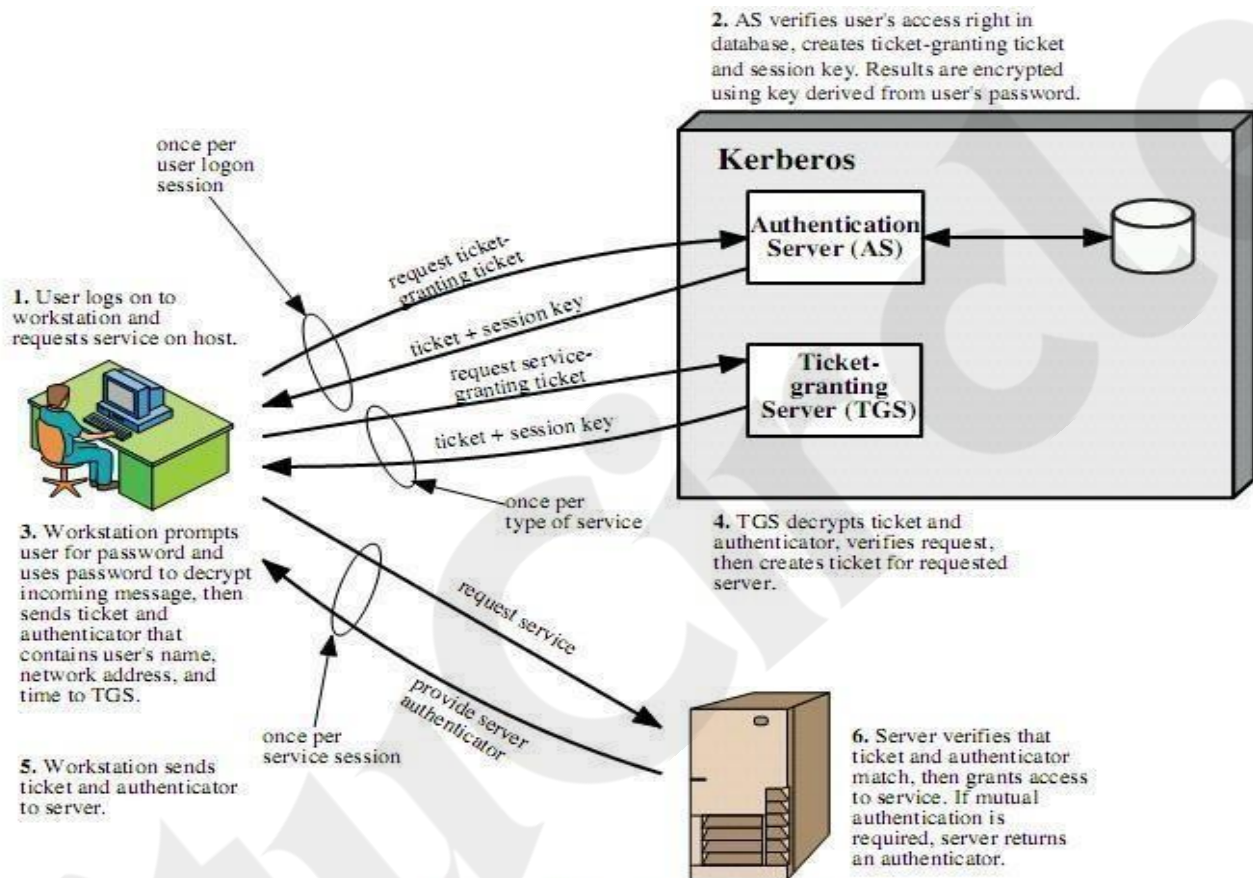 2. AS verifies user's access right in
database, creates ticket-granting ticket
and session key. Results are encrypted
using key derived from user's password.
once per
user logon
session
Kerberos
Authentication
Server (AS)
request ticket-
granting ticket
1. User logs on to
workstation and
requests service on host.
ticket + session key
request service-
granting ticket
Ticket-
granting
Server (TGS)
ticket + session key
once per
type of service
3. Workstation prompts
user for password and
uses password to decrypt
incoming message, then
sends ticket and
authenticator that
contains user's name,
network address, and
time to TGS.
4. TGS decrypts ticket and
authenticator, verifies request,
then creates ticket for requested
server.
request service
provide server
authenticator
once per
service session
5. Workstation sends
ticket and authenticator
to server.
6. Server verifies that
ticket and authenticator
match, then grants access
to service. If mutual
authentication is
required, server returns
an authenticator.